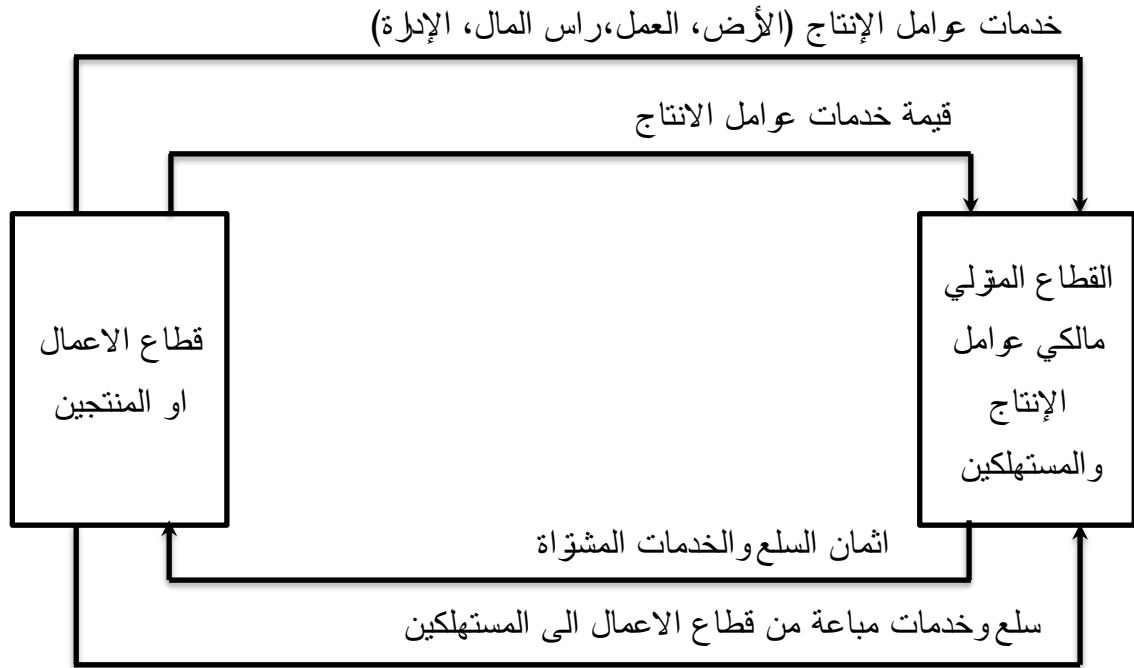 خدمات عوامل الإنتاج (الأرض، العمل،راس المال، الإدارة)
قيمة خدمات عوامل الانتاج
القطاع المنزلي
مالكي عوامل
الإنتاج
والمستهلكين
قطاع الاعمال
او المنتجين
اثمان السلع والخدمات المشتراة
سلع وخدمات مباعة من قطاع الاعمال الى المستهلكين